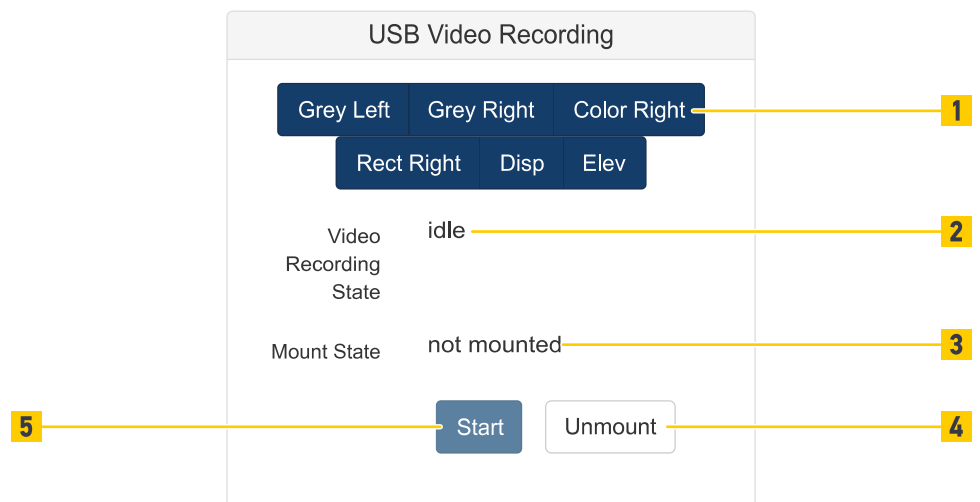 USB Video Recording
Grey Left Grey Right Color Right 1
Rect Right Disp Elev
Video idle 2
Recording
State
Mount State not mounted 3
5 Start Unmount 4